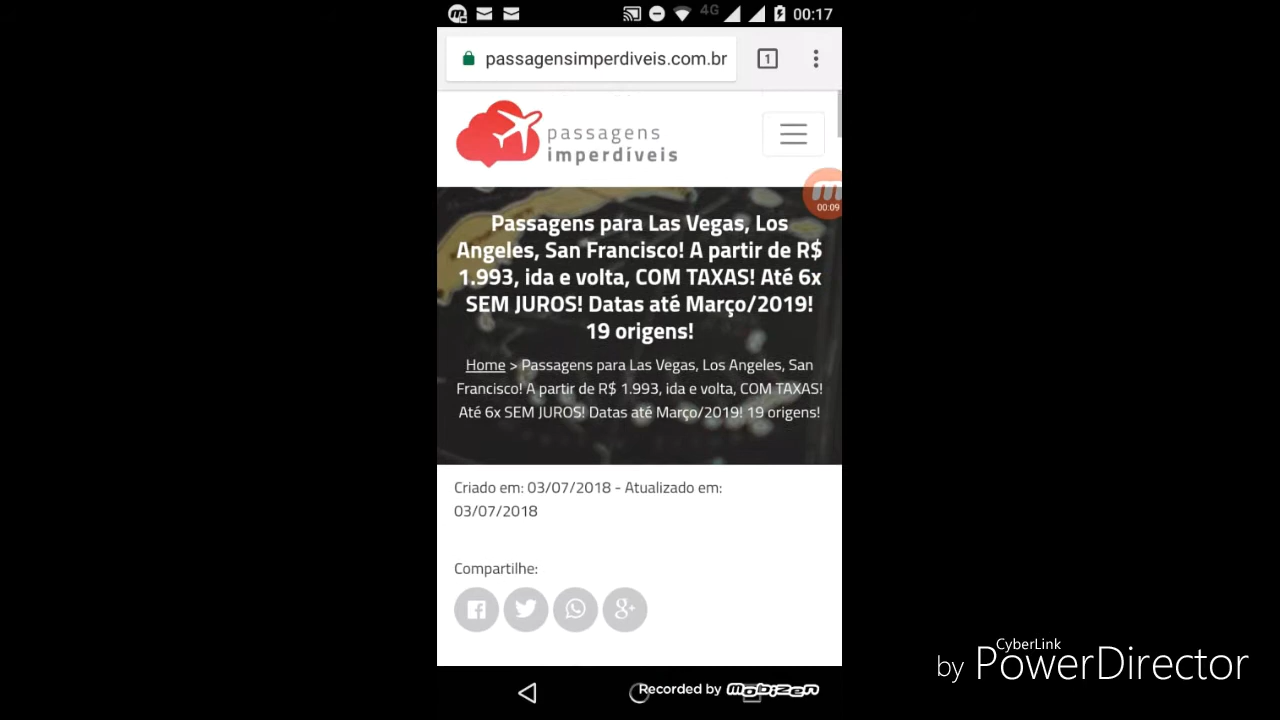 4G 00:17
passagensimperdiveis.com.br
1
passagens
imperdíveis
00:09
Passagens para Las Vegas, Los
Angeles, San Francisco! A partir de R$
1.993, ida e volta, COM TAXAS! Até 6x
SEM JUROS! Datas até Março/2019!
19 origens!
Home > Passagens para Las Vegas, Los Angeles, San
Francisco! A partir de R$ 1.993, ida e volta, COM TAXAS!
Até 6x SEM JUROS! Datas até Março/2019! 19 origens!
Criado em: 03/07/2018 - Atualizado em:
03/07/2018
Compartilhe:
Recorded by mobizen
CyberLink
by PowerDirector